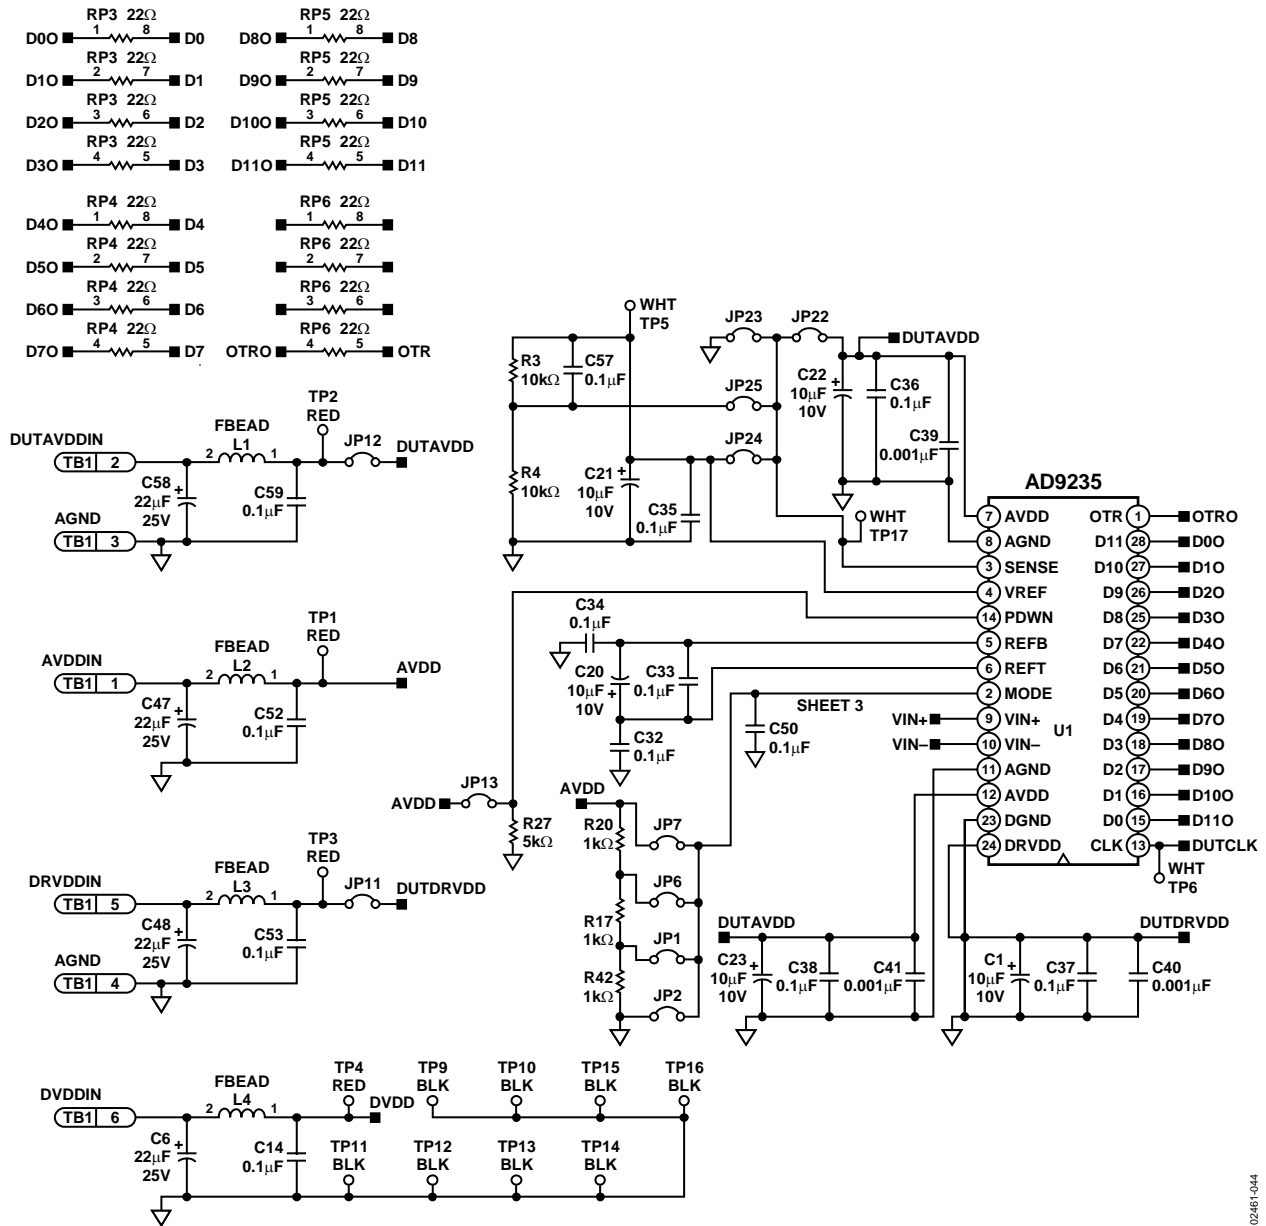 RP3 22Ω RP5 22Ω
D0O 1 8 D0 D8O 1 8 D8
RP3 22Ω RP5 22Ω
D1O 2 7 D1 D9O 2 7 D9
RP3 22Ω RP5 22Ω
D2O 3 6 D2 D10O 3 6 D10
RP3 22Ω RP5 22Ω
D3O 4 5 D3 D11O 4 5 D11
RP4 22Ω RP6 22Ω
D4O 1 8 D4 1 8
RP4 22Ω RP6 22Ω
D5O 2 7 D5 2 7
RP4 22Ω RP6 22Ω
D6O 3 6 D6 3 6
RP4 22Ω RP6 22Ω
D7O 4 5 D7 OTRO 4 5 OTR
DUTAVDDIN
TB1 2
FBEAD
2 L1 1
TP2
RED
JP12
DUTAVDD
C58
22μF
25V
+
C59
0.1μF
AGND
TB1 3
AVDDIN
TB1 1
FBEAD
2 L2 1
TP1
RED
AVDD
C47
22μF
25V
+
C52
0.1μF
DRVDDIN
TB1 5
FBEAD
2 L3 1
TP3
RED
JP11
DUTDRVDD
C48
22μF
25V
+
C53
0.1μF
AGND
TB1 4
DVDDIN
TB1 6
FBEAD
2 L4 1
TP4
RED
DVDD
C6
22μF
25V
+
C14
0.1μF
TP9
BLK
TP10
BLK
TP15
BLK
TP16
BLK
TP11
BLK
TP12
BLK
TP13
BLK
TP14
BLK
WHT
TP5
R3
10kΩ
C57
0.1μF
R4
10kΩ
C21
10μF
10V
+
C35
0.1μF
JP23
JP22
JP25
JP24
DUTAVDD
C22
10μF
10V
+
C36
0.1μF
C39
0.001μF
WHT
TP17
C34
0.1μF
C20
10μF
10V
+
C33
0.1μF
C32
0.1μF
SHEET 3
C50
0.1μF
AVDD
JP13
R27
5kΩ
AVDD
R20
1kΩ
R17
1kΩ
R42
1kΩ
JP7
JP6
JP1
JP2
DUTAVDD
C23
10μF
10V
+
C38
0.1μF
C41
0.001μF
AD9235
U1
7 AVDD OTR 1 OTRO
8 AGND D11 28 D0O
3 SENSE D10 27 D1O
4 VREF D9 26 D2O
14 PDWN D8 25 D3O
5 REFB D7 22 D4O
6 REFT D6 21 D5O
2 MODE D5 20 D6O
VIN+ 9 VIN+ D4 19 D7O
VIN– 10 VIN– D3 18 D8O
11 AGND D2 17 D9O
12 AVDD D1 16 D10O
23 DGND D0 15 D11O
24 DRVDD CLK 13 DUTCLK
WHT
TP6
DUTDRVDD
C1
10μF
10V
+
C37
0.1μF
C40
0.001μF
02461-044